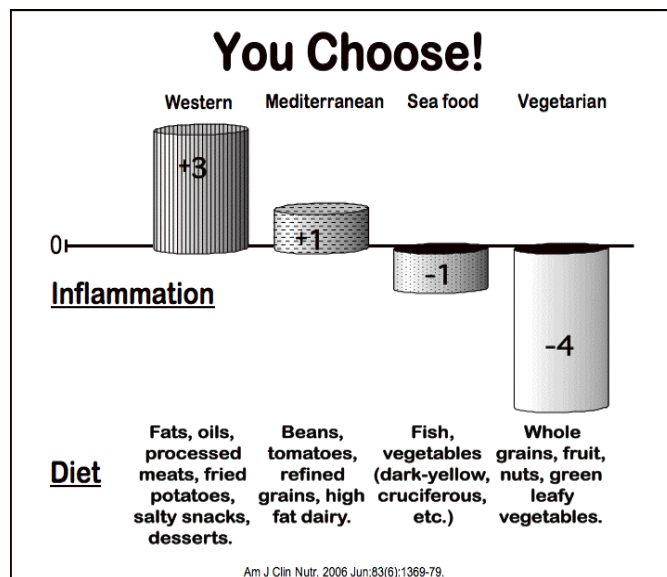 You Choose!
Western Mediterranean Sea food Vegetarian
+3
+1
0
-1
Inflammation
-4
Diet
Fats, oils,
processed
meats, fried
potatoes,
salty snacks,
desserts.
Beans,
tomatoes,
refined
grains, high
fat dairy.
Fish,
vegetables
(dark-yellow,
cruciferous,
etc.)
Whole
grains, fruit,
nuts, green
leafy
vegetables.
Am J Clin Nutr. 2006 Jun:83(6):1369-79.